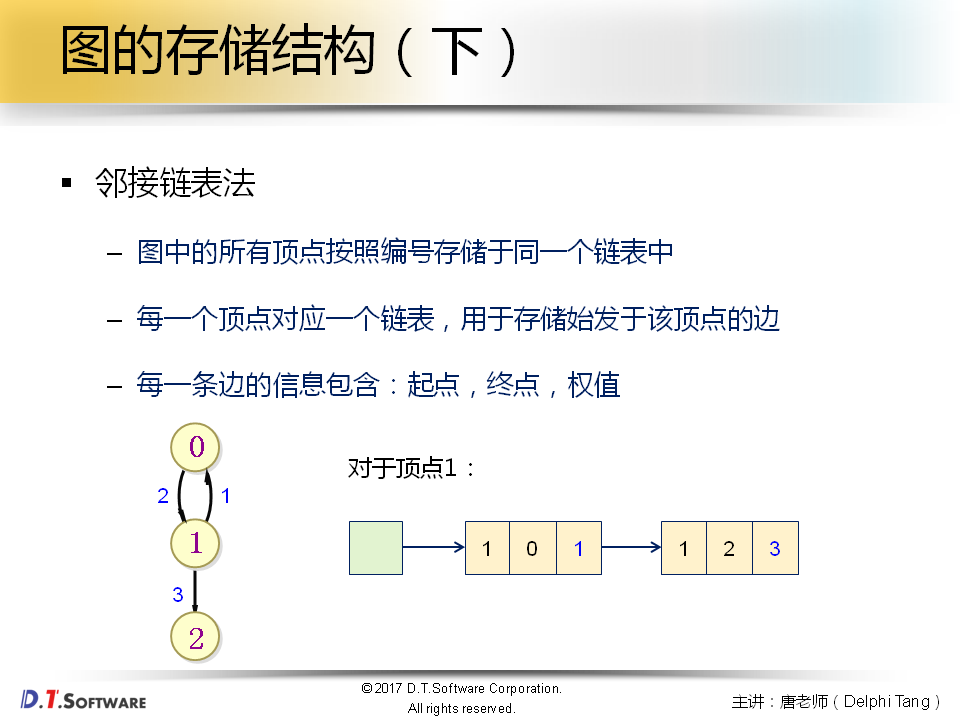 图的存储结构（下）
▪ 邻接链表法
– 图中的所有顶点按照编号存储于同一个链表中
– 每一个顶点对应一个链表，用于存储始发于该顶点的边
– 每一条边的信息包含：起点，终点，权值
0
对于顶点1：
2 1
1
1 0 1 1 2 3
3
2
D.T.SOFTWARE
©2017 D.T.Software Corporation.
All rights reserved.
主讲：唐老师（Delphi Tang）